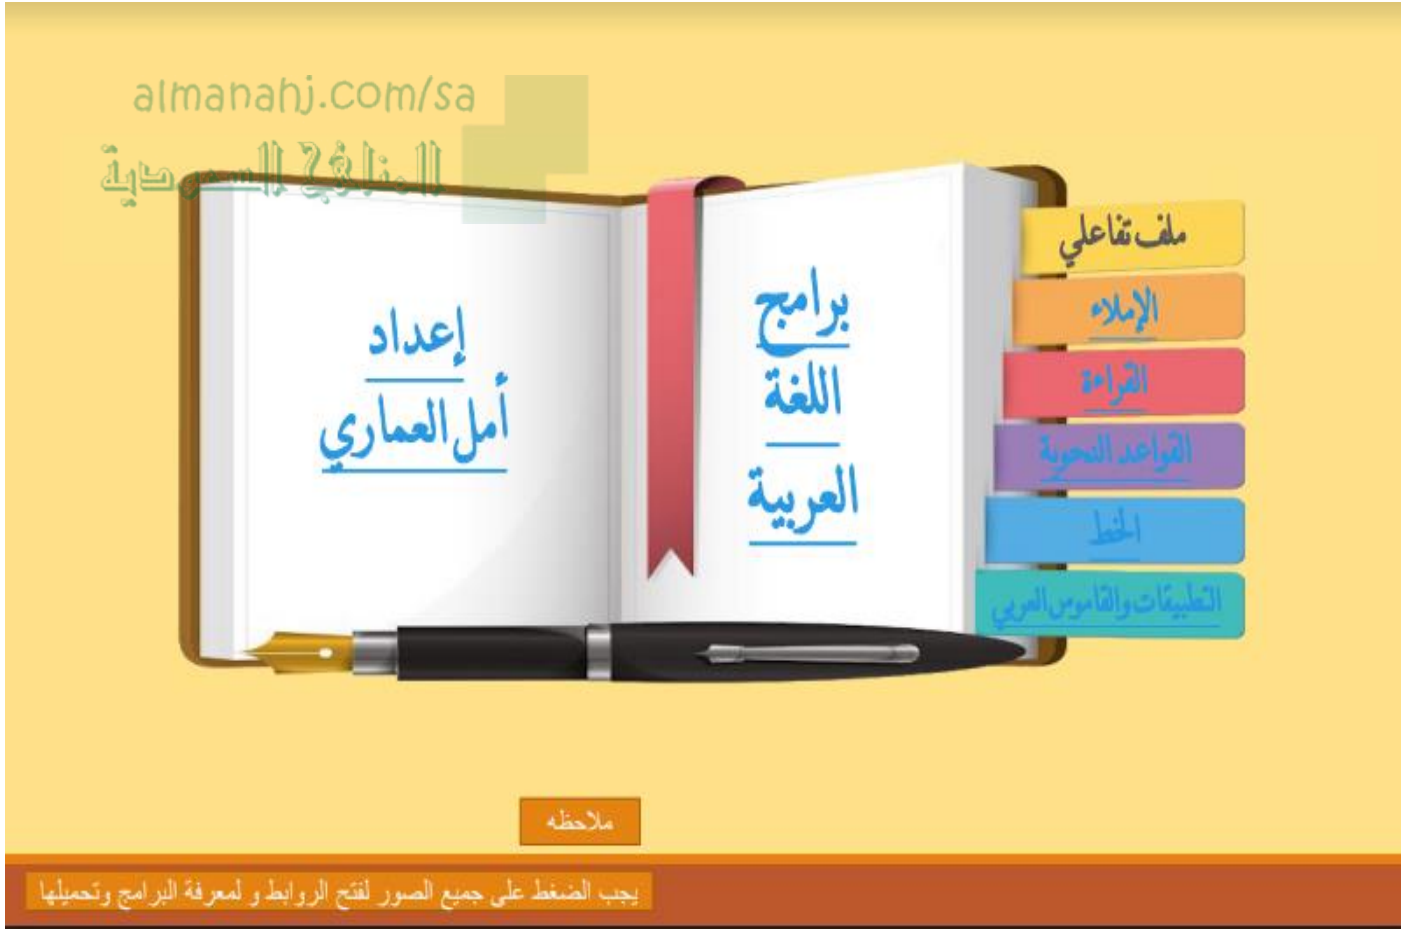 almanahj.com/sa
المناهج السعودية
برامج
اللغة
العربية
إعداد
أمل العماري
ملف تفاعلي
الإملاء
القراءة
القواعد النحوية
الخط
التطبيقات والقاموس العربي
ملاحظه
يجب الضغط على جميع الصور لفتح الروابط و لمعرفة البرامج وتحميلها